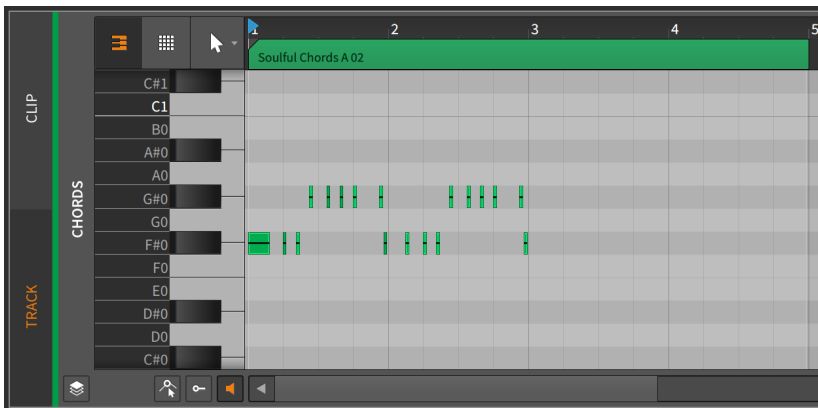 1 2 3 4 5
Soulful Chords A 02
CLIP
TRACK
CHORDS
C#1
C1
B0
A#0
A0
G#0
G0
F#0
F0
E0
D#0
D0
C#0